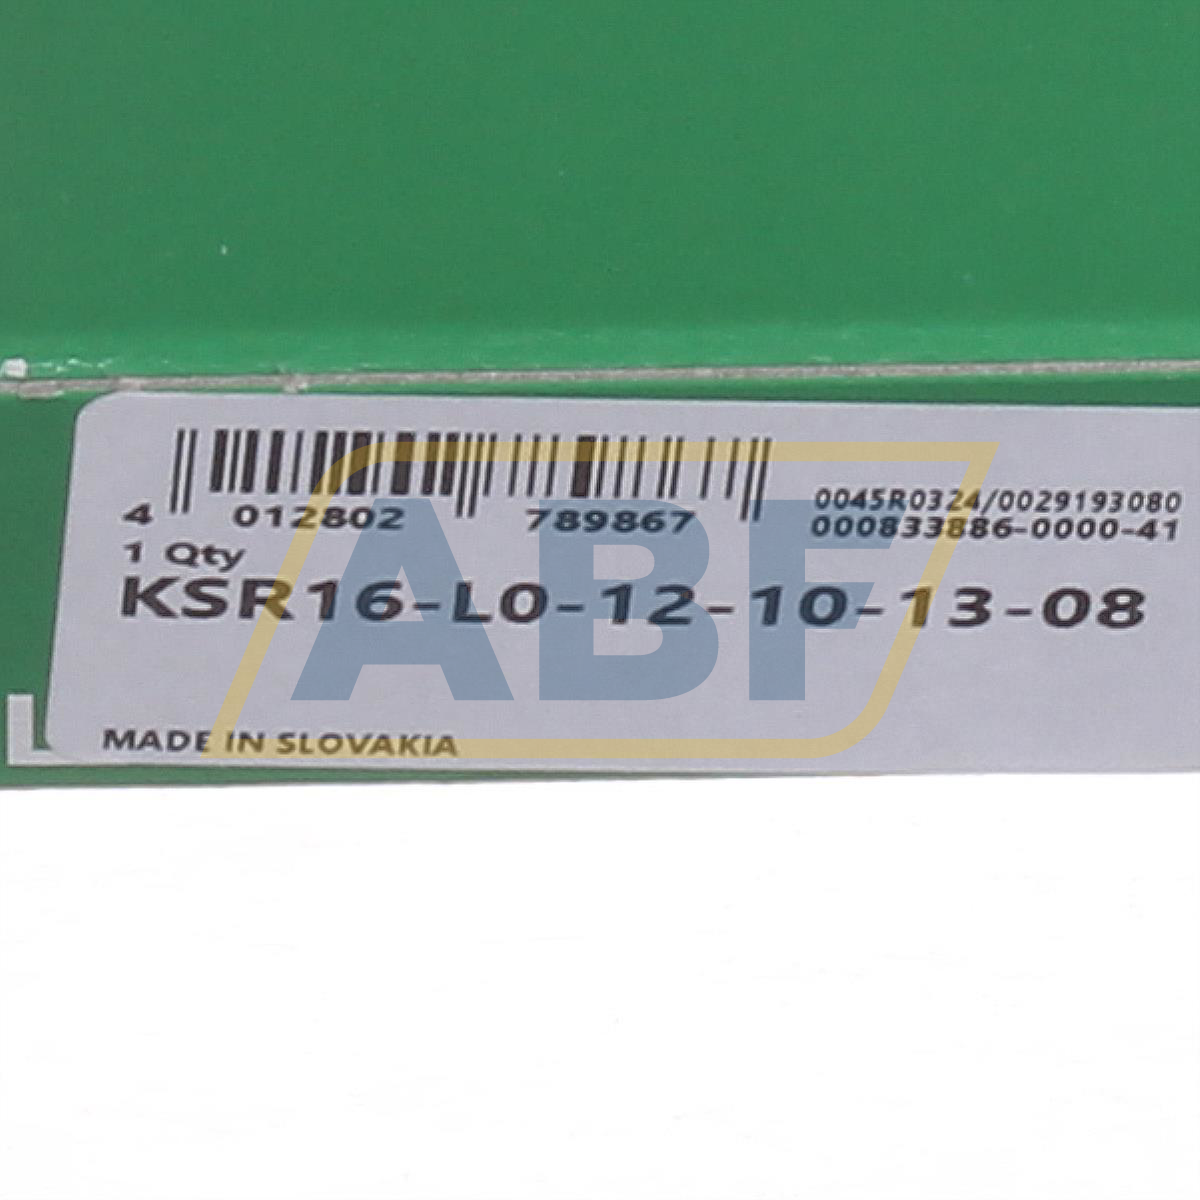 4 012802 789867
0045R0324/0029193080
000833886-0000-41
1 Qty
KSR16-L0-12-10-13-08
MADE IN SLOVAKIA
ABF
L